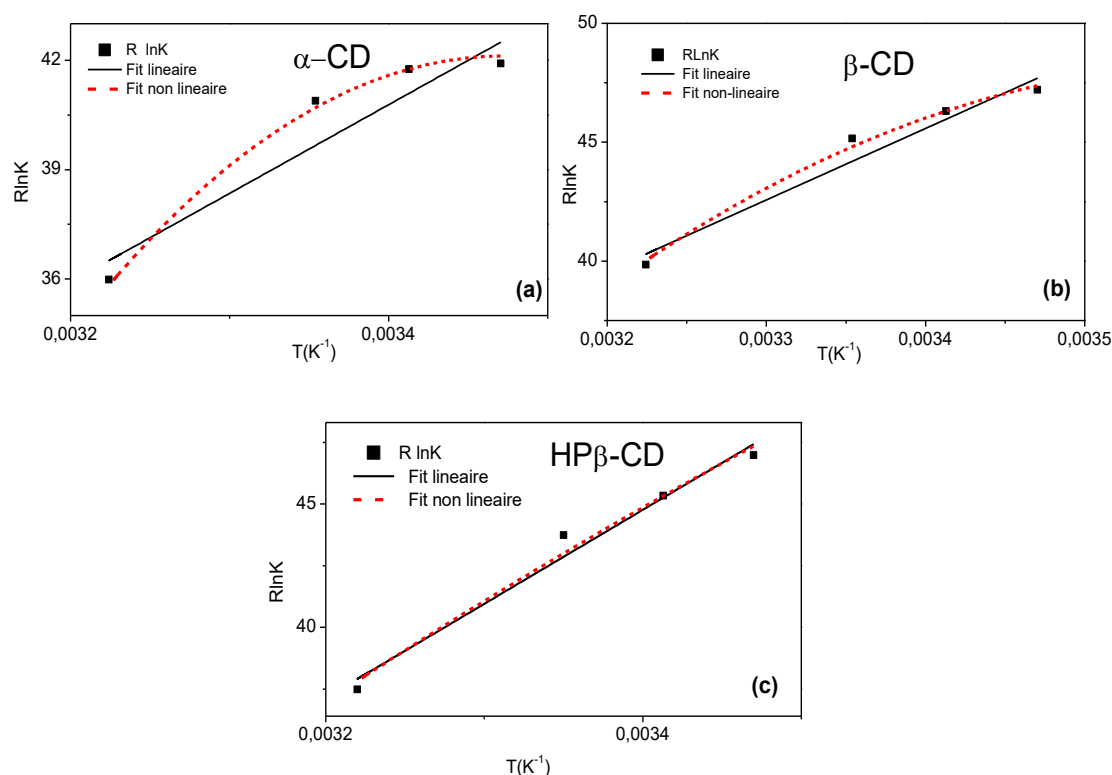 R lnK
Fit lineaire
Fit non lineaire
α−CD
42
39
36
RlnK
0,0032
0,0034
T(K⁻¹)
(a)
RLnK
Fit lineaire
Fit non-lineaire
β-CD
50
45
40
RlnK
0,0032
0,0033
0,0034
0,0035
T(K⁻¹)
(b)
R lnK
Fit lineaire
Fit non lineaire
HPβ-CD
45
40
RlnK
0,0032
0,0034
T(K⁻¹)
(c)